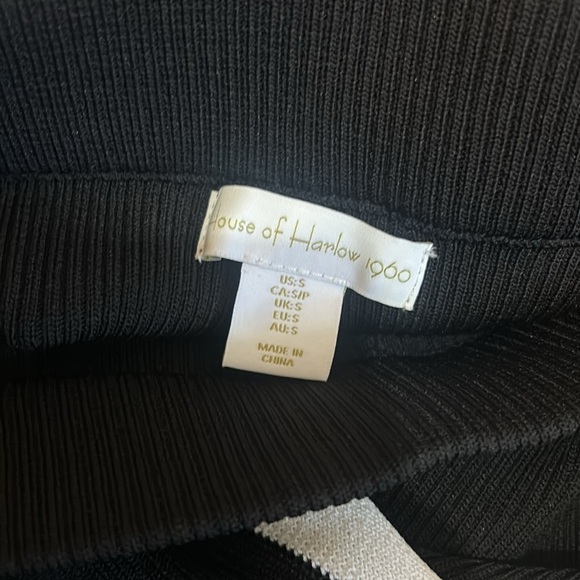 House of Harlow 1960
US:S
CA:S/P
UK:S
EU:S
AU:S
MADE IN
CHINA